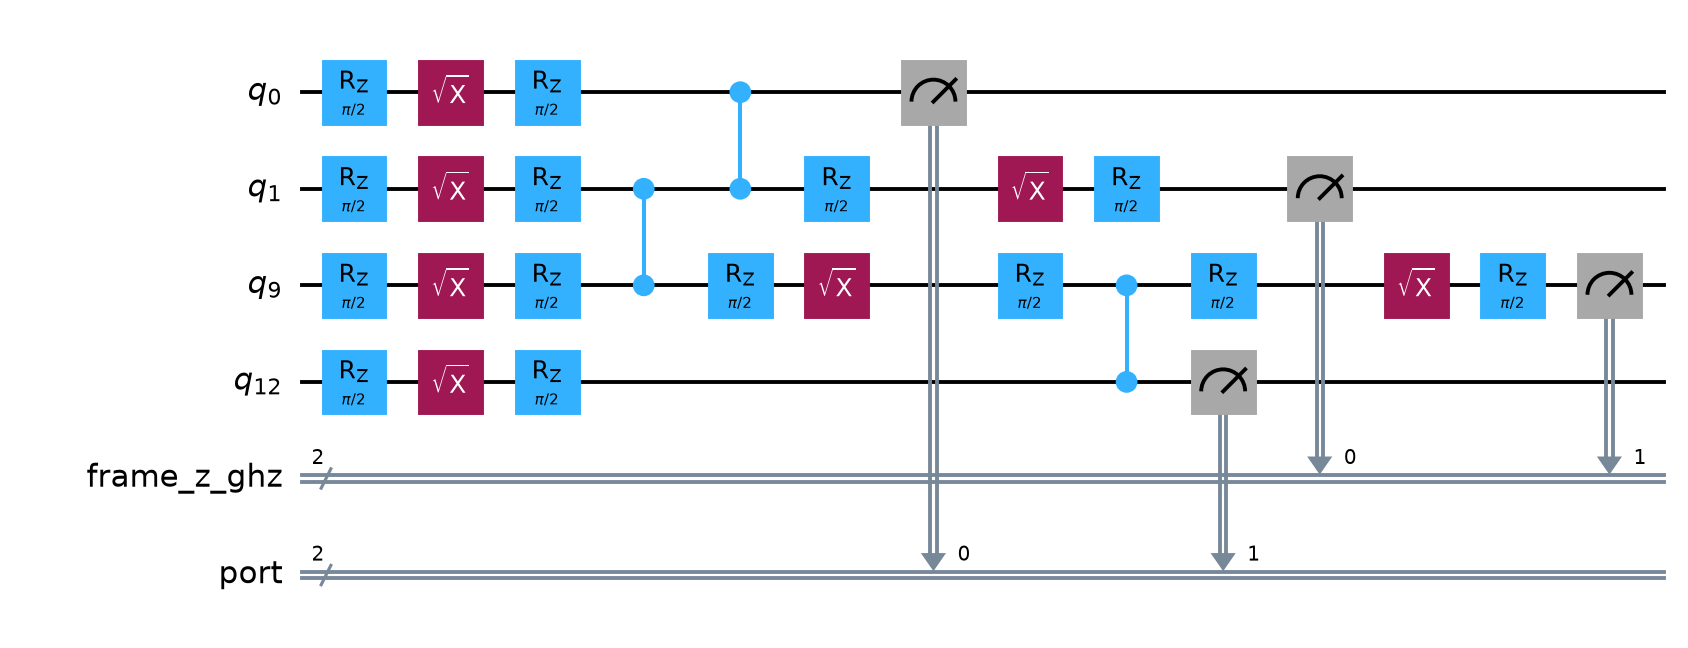 q0 RZ π/2 √X RZ π/2
q1 RZ π/2 √X RZ π/2 RZ π/2 √X RZ π/2
q9 RZ π/2 √X RZ π/2 RZ π/2 √X RZ π/2 RZ π/2 √X RZ π/2
q12 RZ π/2 √X RZ π/2
frame_z_ghz 2 0 1
port 2 0 1